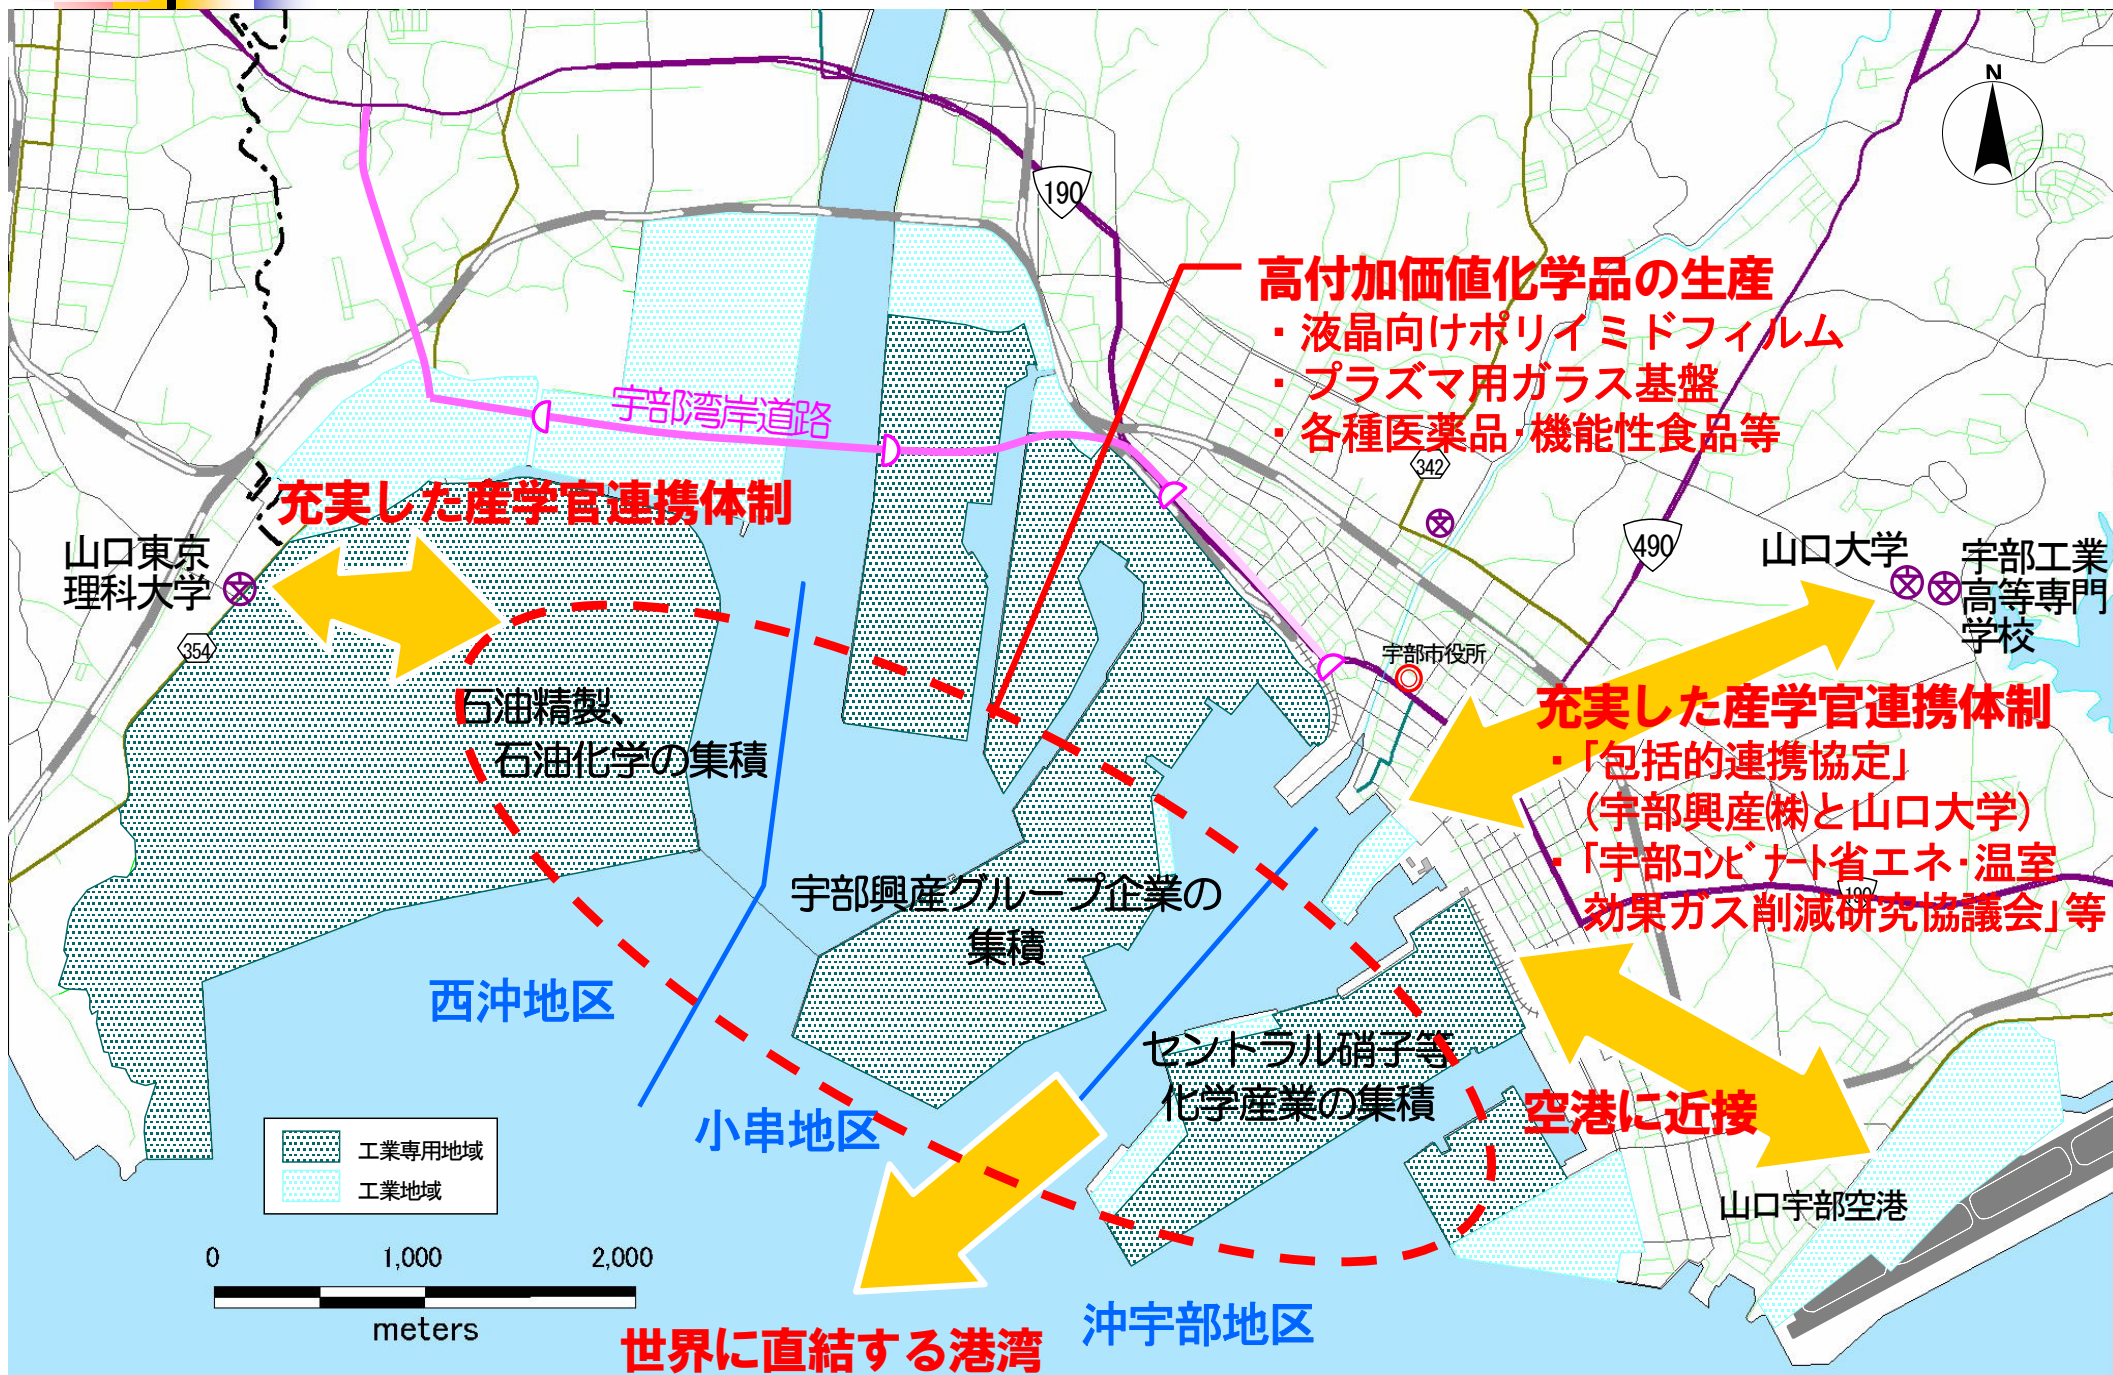 N
190
高付加価値化学品の生産
・液晶向けポリイミドフィルム
・プラズマ用ガラス基盤
・各種医薬品・機能性食品等
宇部湾岸道路
342
充実した産学官連携体制
山口東京
理科大学
354
490
山口大学
宇部工業
高等専門
学校
宇部市役所
石油精製、
石油化学の集積
充実した産学官連携体制
・「包括的連携協定」
(宇部興産㈱と山口大学)
・「宇部コンビナート省エネ・温室
効果ガス削減研究協議会」等
190
宇部興産グループ企業の
集積
西沖地区
セントラル硝子等
化学産業の集積
小串地区
空港に近接
工業専用地域
工業地域
山口宇部空港
0 1,000 2,000
meters
沖宇部地区
世界に直結する港湾